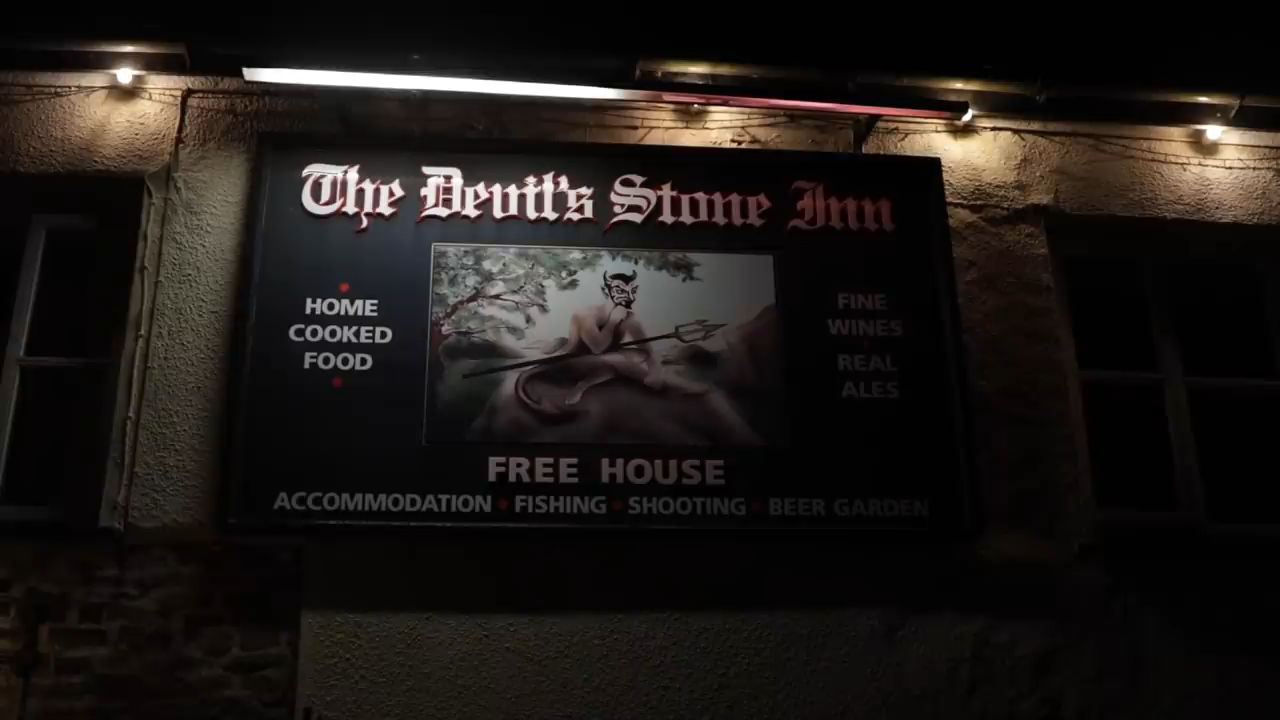 The Devil's Stone Inn
HOME
COOKED
FOOD
FINE
WINES
REAL
ALES
FREE HOUSE
ACCOMMODATION • FISHING • SHOOTING • BEER GARDEN